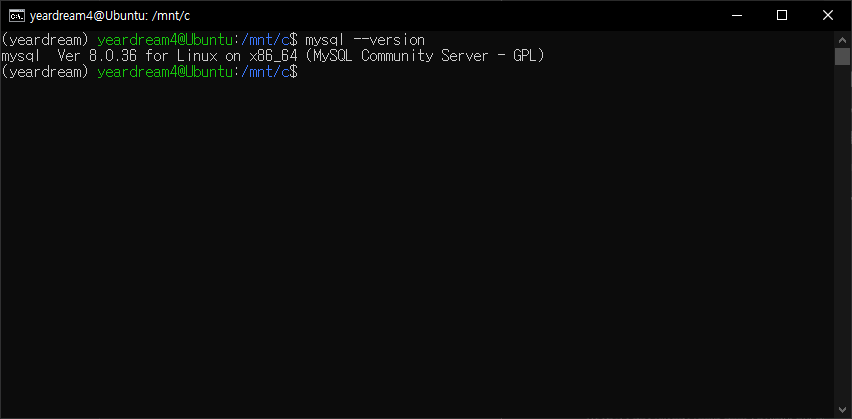 yeardream4@Ubuntu: /mnt/c
(yeardream) yeardream4@Ubuntu:/mnt/c$ mysql --version
mysql  Ver 8.0.36 for Linux on x86_64 (MySQL Community Server - GPL)
(yeardream) yeardream4@Ubuntu:/mnt/c$